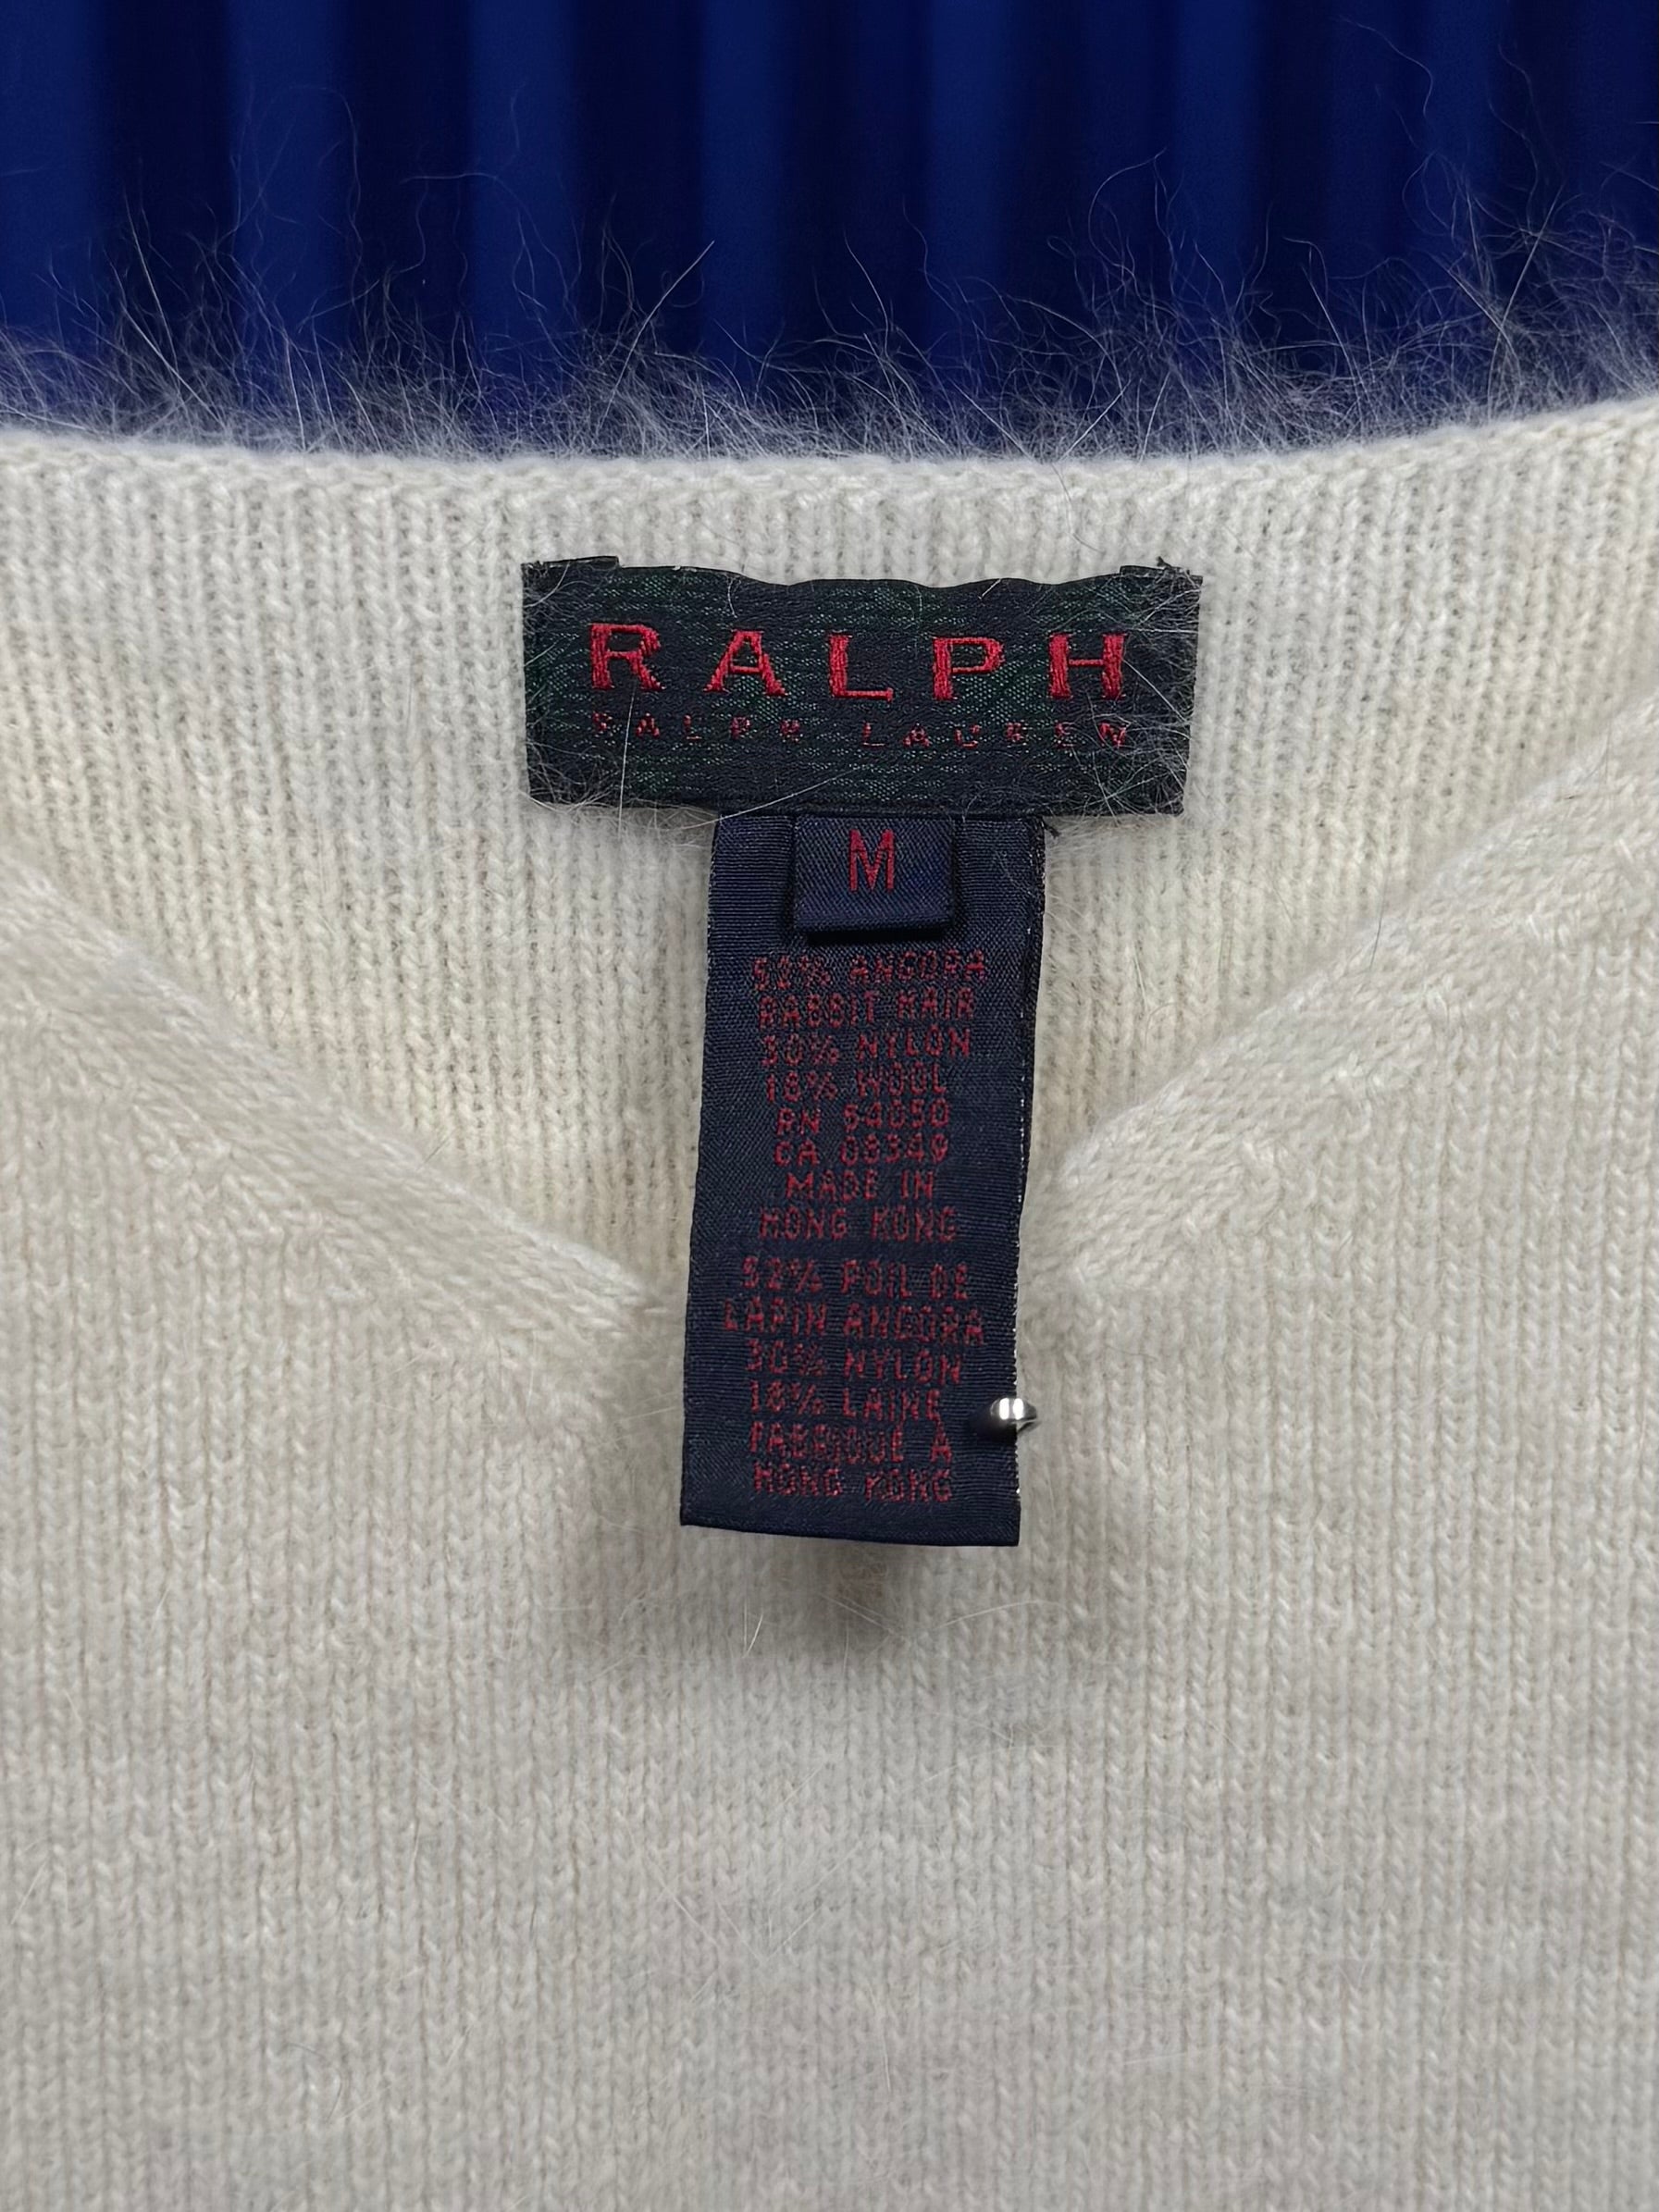 RALPH
RALPH LAUREN
M
52% ANGORA
RABBIT HAIR
30% NYLON
18% WOOL
RN 54050
CA 08349
MADE IN
HONG KONG
52% POIL DE
LAPIN ANGORA
30% NYLON
18% LAINE
FABRIQUE A
HONG KONG